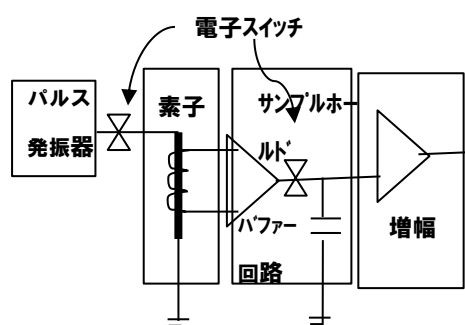 電子スイッチ
パルス
発振器
素子
サンプルホー
ルド
バファー
回路
増幅